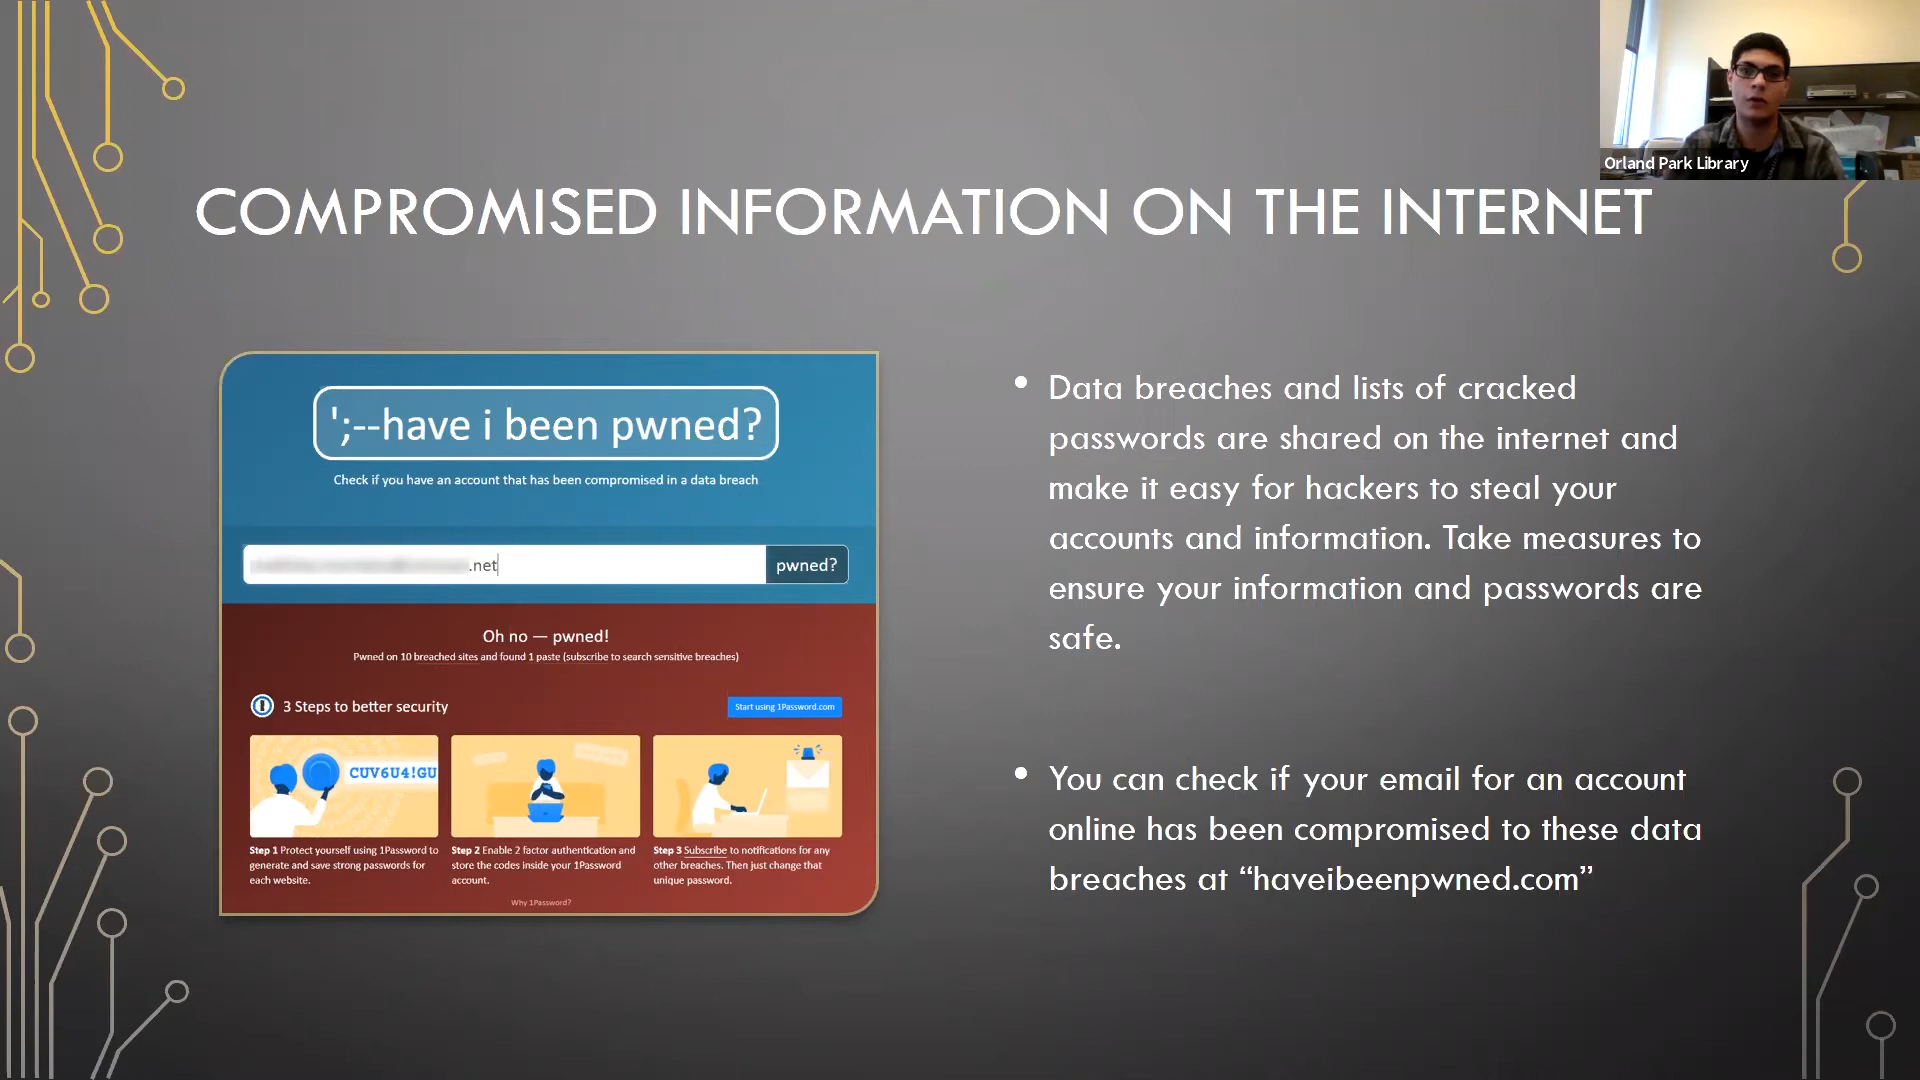 Orland Park Library
COMPROMISED INFORMATION ON THE INTERNET
';--have i been pwned?
Check if you have an account that has been compromised in a data breach
.net
pwned?
Oh no — pwned!
Pwned on 10 breached sites and found 1 paste (subscribe to search sensitive breaches)
3 Steps to better security
Start using 1Password.com
CUV6U4!GU
Step 1 Protect yourself using 1Password to
generate and save strong passwords for
each website.
Step 2 Enable 2 factor authentication and
store the codes inside your 1Password
account.
Step 3 Subscribe to notifications for any
other breaches. Then just change that
unique password.
Why 1Password?
• Data breaches and lists of cracked
passwords are shared on the internet and
make it easy for hackers to steal your
accounts and information. Take measures to
ensure your information and passwords are
safe.
• You can check if your email for an account
online has been compromised to these data
breaches at “haveibeenpwned.com”